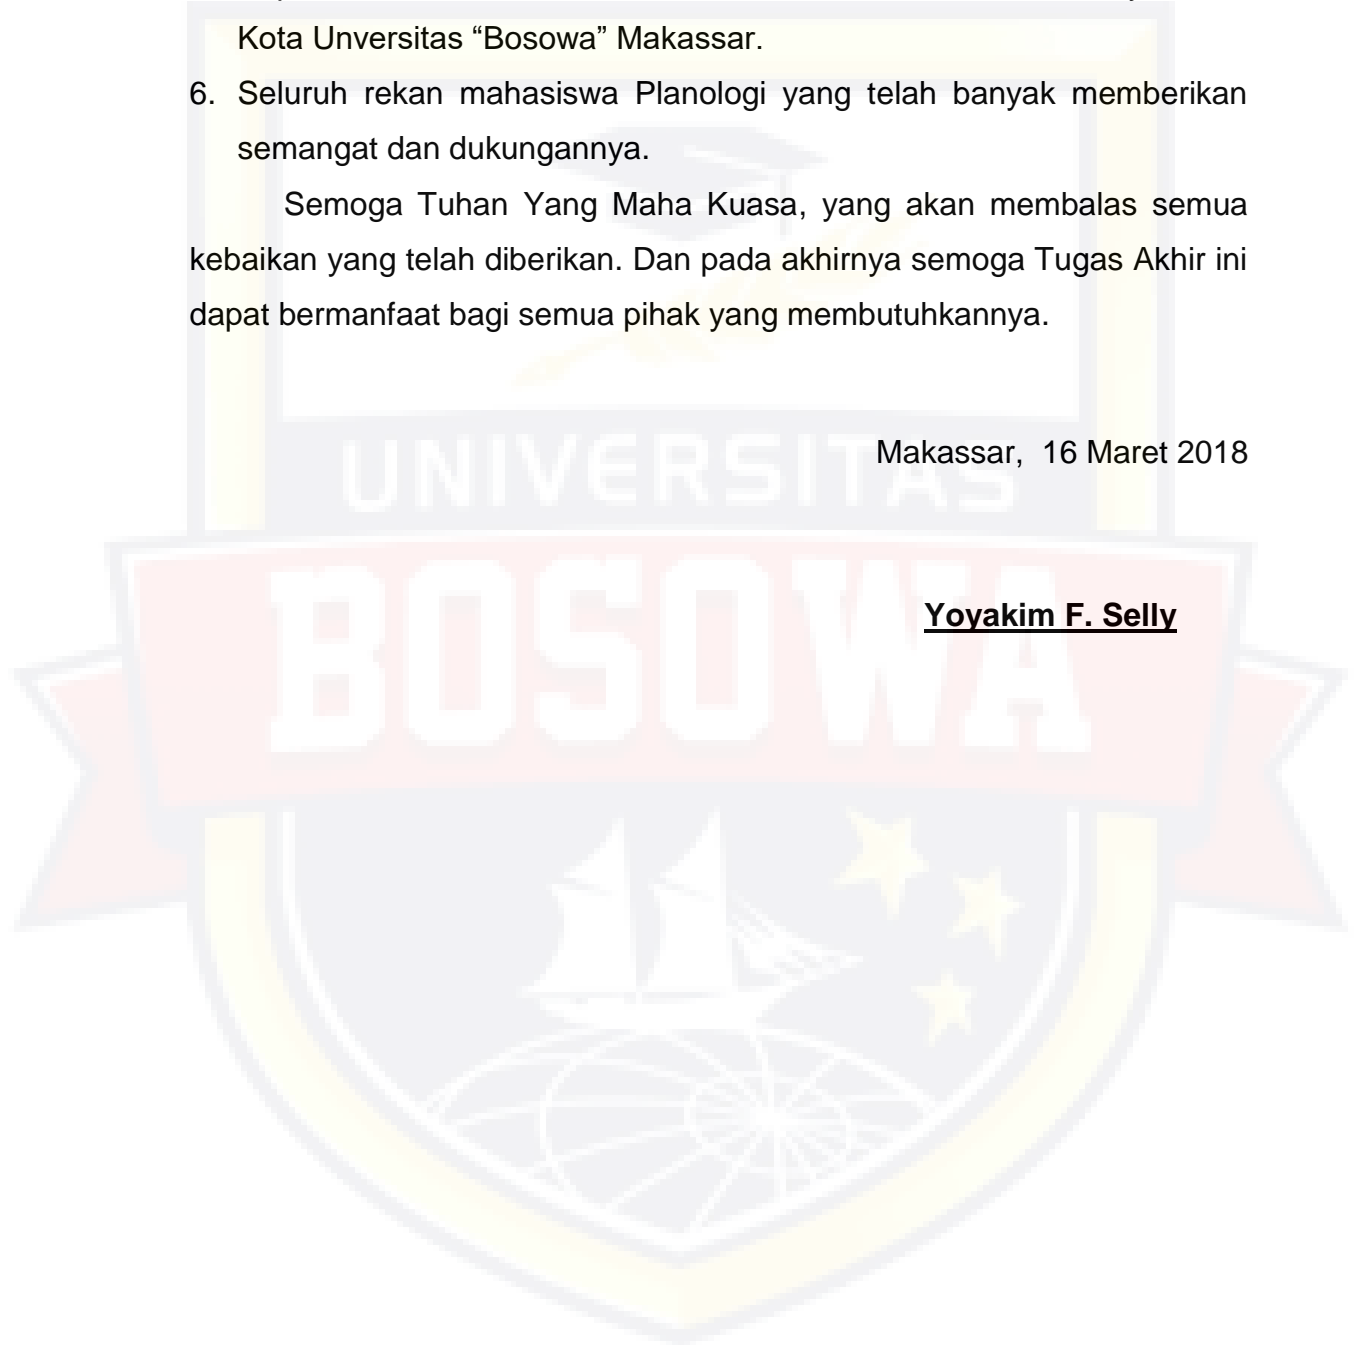 Kota Unversitas “Bosowa” Makassar.
6. Seluruh rekan mahasiswa Planologi yang telah banyak memberikan
semangat dan dukungannya.
Semoga Tuhan Yang Maha Kuasa, yang akan membalas semua
kebaikan yang telah diberikan. Dan pada akhirnya semoga Tugas Akhir ini
dapat bermanfaat bagi semua pihak yang membutuhkannya.
Makassar,  16 Maret 2018
UNIVERSITAS
BOSOWA
Yoyakim F. Selly